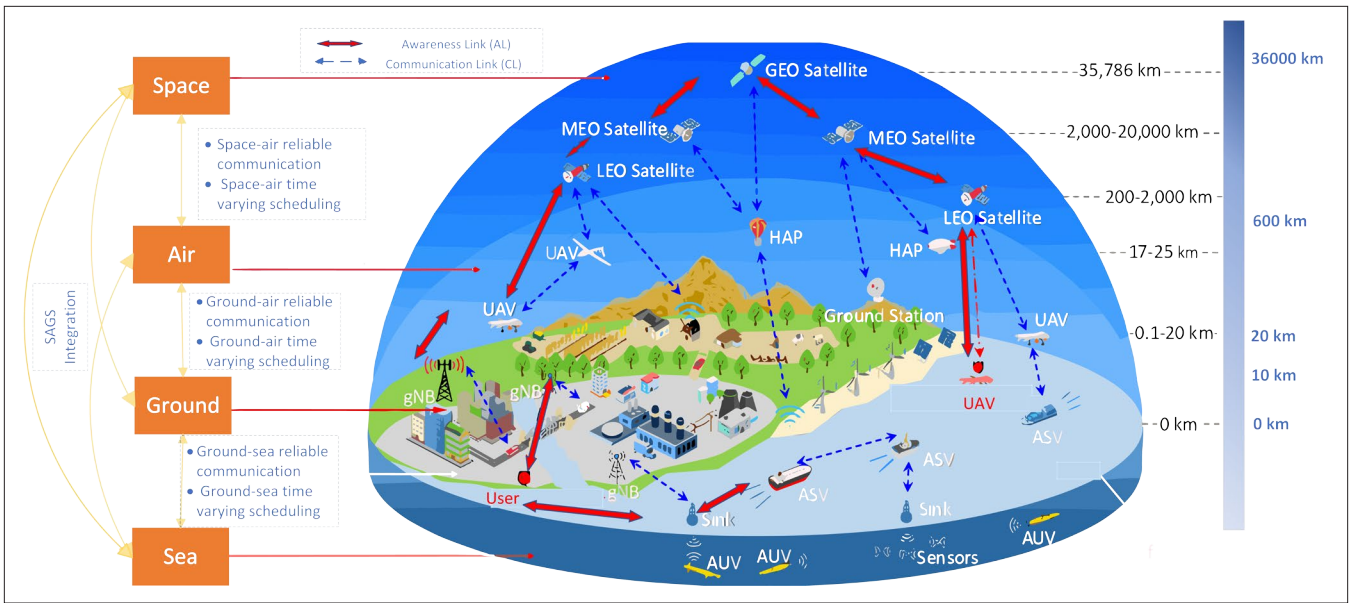 Awareness Link (AL)
Communication Link (CL)
Space
Air
Ground
Sea
SAGS
Integration
• Space-air reliable
communication
• Space-air time
varying scheduling
• Ground-air reliable
communication
• Ground-air time
varying scheduling
• Ground-sea reliable
communication
• Ground-sea time
varying scheduling
GEO Satellite
MEO Satellite
MEO Satellite
LEO Satellite
LEO Satellite
HAP
HAP
UAV
UAV
UAV
UAV
Ground Station
gNB
gNB
gNB
User
ASV
ASV
ASV
Sink
Sink
Sensors
AUV
AUV
AUV
35,786 km
2,000-20,000 km
200-2,000 km
17-25 km
0.1-20 km
0 km
36000 km
600 km
20 km
10 km
0 km